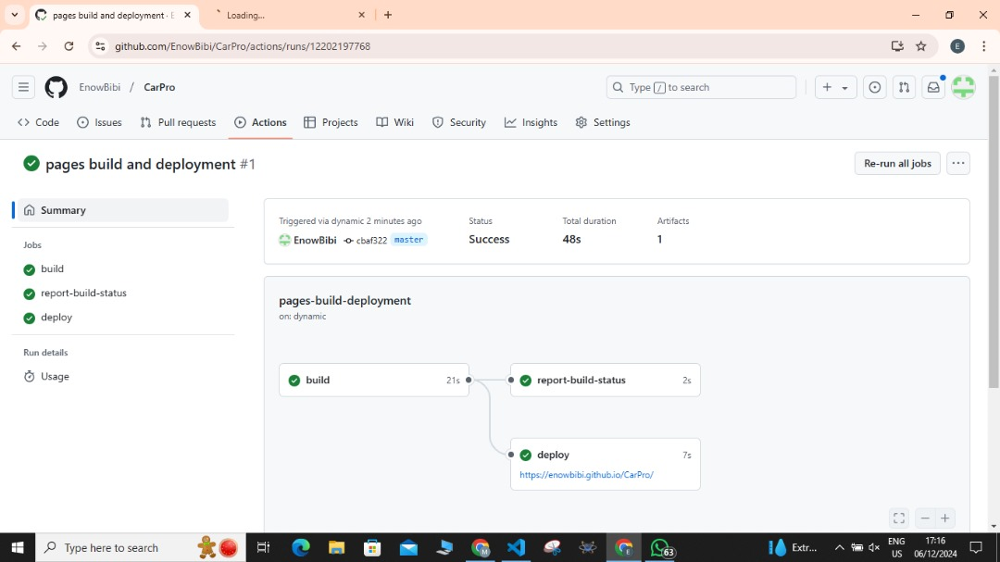 pages build and deployment · E
Loading...
github.com/EnowBibi/CarPro/actions/runs/12202197768
E
EnowBibi / CarPro
Type / to search
Code
Issues
Pull requests
Actions
Projects
Wiki
Security
Insights
Settings
pages build and deployment #1
Re-run all jobs
Summary
Jobs
build
report-build-status
deploy
Run details
Usage
Triggered via dynamic 2 minutes ago
EnowBibi cbaf322 master
Status
Success
Total duration
48s
Artifacts
1
pages-build-deployment
on: dynamic
build 21s
report-build-status 2s
deploy 7s
https://enowbibi.github.io/CarPro/
Type here to search
M
E
63
Extr...
ENG
US
17:16
06/12/2024